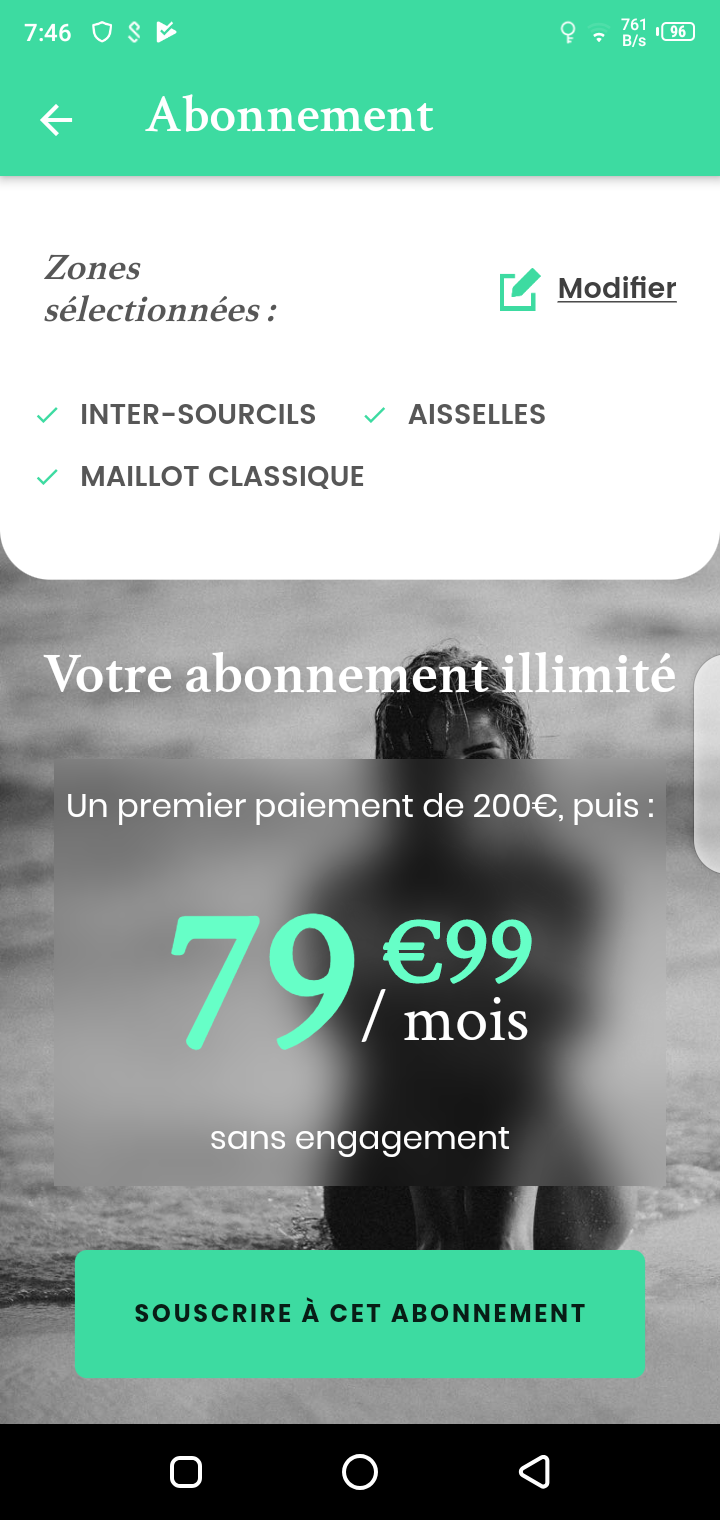 7:46
761
B/s
96
Abonnement
Zones
sélectionnées :
Modifier
INTER-SOURCILS
AISSELLES
MAILLOT CLASSIQUE
Votre abonnement illimité
Un premier paiement de 200€, puis :
79 €99
/ mois
sans engagement
SOUSCRIRE À CET ABONNEMENT